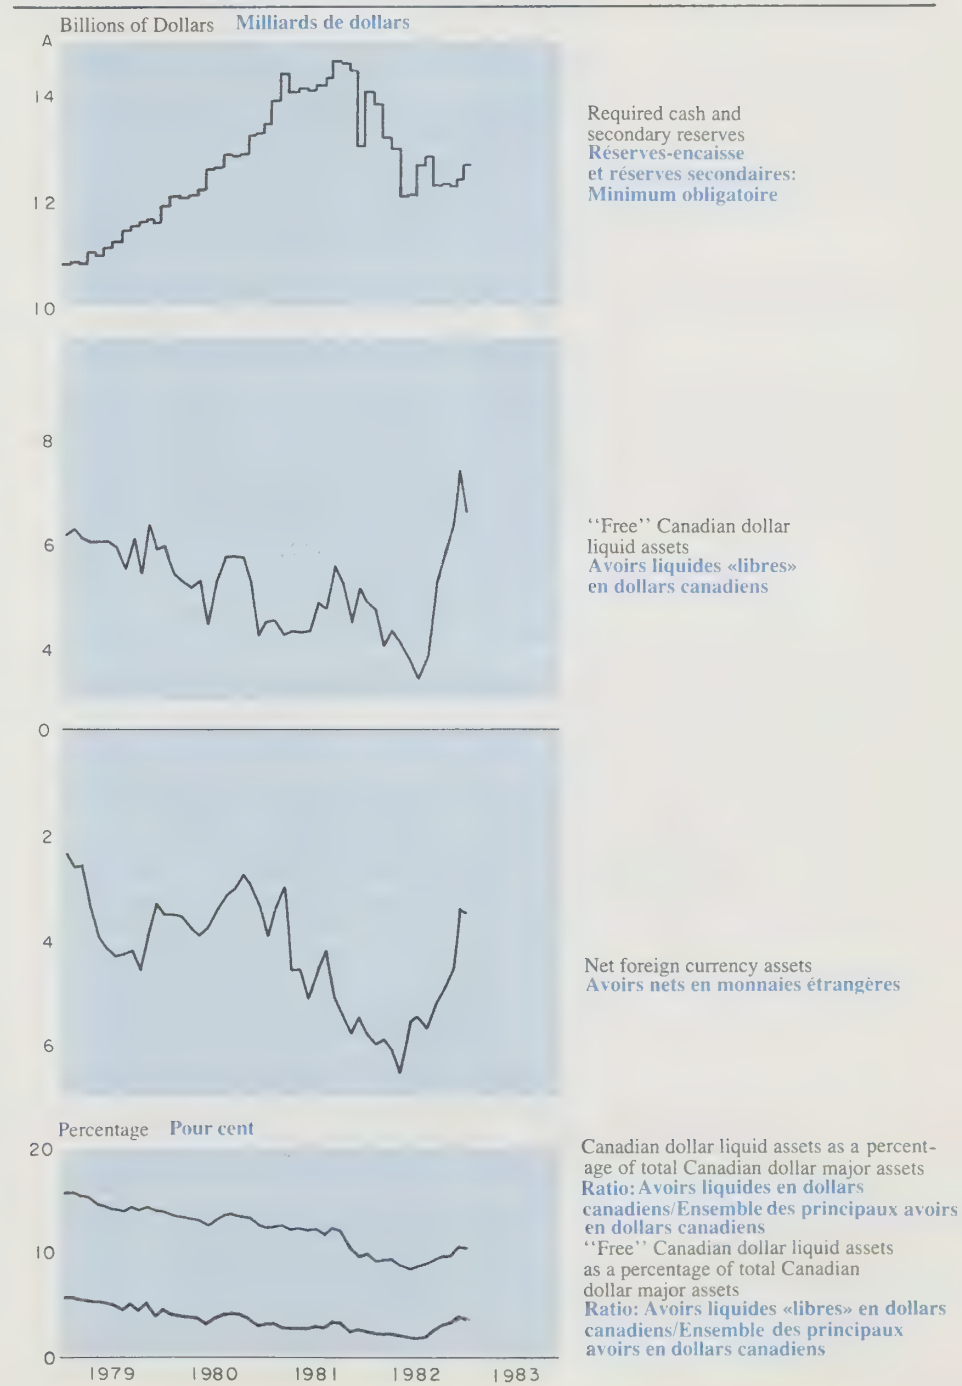 Billions of Dollars Milliards de dollars
A
14
12
10
Required cash and
secondary reserves
Réserves-encaisse
et réserves secondaires:
Minimum obligatoire
8
6
4
"Free" Canadian dollar
liquid assets
Avoirs liquides «libres»
en dollars canadiens
0
2
4
6
Net foreign currency assets
Avoirs nets en monnaies étrangères
Percentage Pour cent
20
10
0
Canadian dollar liquid assets as a percent-
age of total Canadian dollar major assets
Ratio: Avoirs liquides en dollars
canadiens/Ensemble des principaux avoirs
en dollars canadiens
"Free" Canadian dollar liquid assets
as a percentage of total Canadian
dollar major assets
Ratio: Avoirs liquides «libres» en dollars
canadiens/Ensemble des principaux
avoirs en dollars canadiens
1979 1980 1981 1982 1983